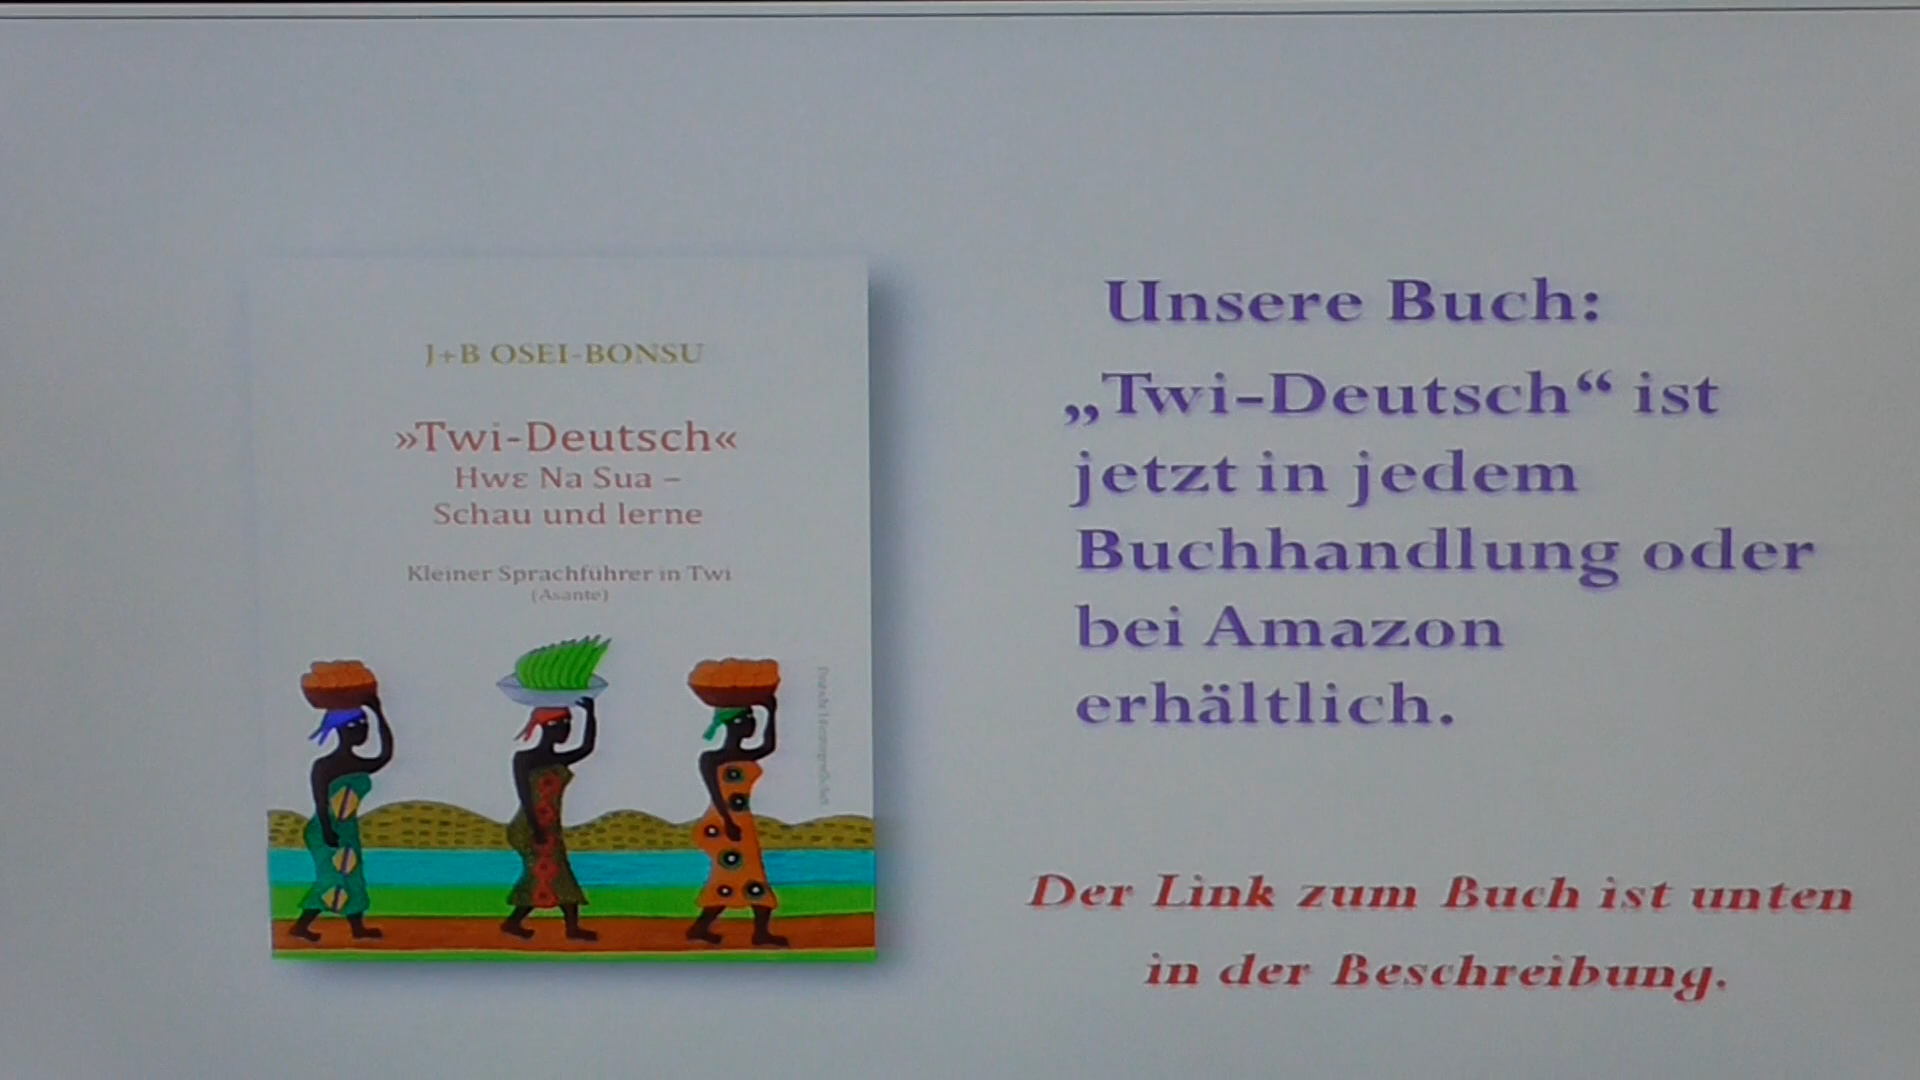 J+B OSEI-BONSU
»Twi-Deutsch«
Hwɛ Na Sua –
Schau und lerne
Kleiner Sprachführer in Twi
(Asante)
Unsere Buch:
„Twi-Deutsch“ ist
jetzt in jedem
Buchhandlung oder
bei Amazon
erhältlich.
Der Link zum Buch ist unten
in der Beschreibung.